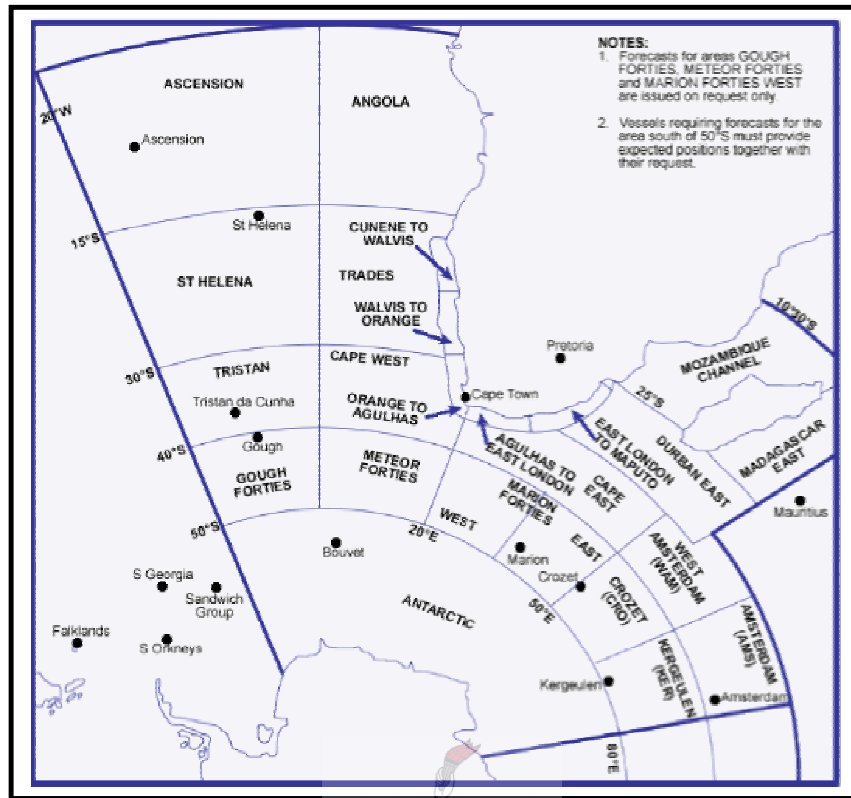 NOTES:
1. Forecasts for areas GOUGH
FORTIES, METEOR FORTIES
and MARION FORTIES WEST
are issued on request only.
2. Vessels requiring forecasts for the
area south of 50°S must provide
expected positions together with
their request.
ASCENSION
ANGOLA
20°W
Ascension
St Helena
15°S
CUNENE TO
WALVIS
ST HELENA
TRADES
WALVIS TO
ORANGE
10°30'S
Pretoria
MOZAMBIQUE
CHANNEL
CAPE WEST
30°S
TRISTAN
25°S
Tristan da Cunha
ORANGE TO
AGULHAS
Cape Town
EAST LONDON
TO MAPUTO
DURBAN EAST
MADAGASCAR
EAST
40°S
Gough
AGULHAS TO
EAST LONDON
CAPE
EAST
GOUGH
FORTIES
METEOR
FORTIES
MARION
FORTIES
Mauritius
50°S
20°E
WEST
EAST
Bouvet
Marion
WEST
AMSTERDAM
(WAM)
S Georgia
Sandwich
Group
Crozet
CROZET
(CRO)
ANTARCTIC
50°E
AMSTERDAM
(AMS)
Falklands
S Orkneys
KERGEULEN
(KER)
Kergeulen
Amsterdam
80°E